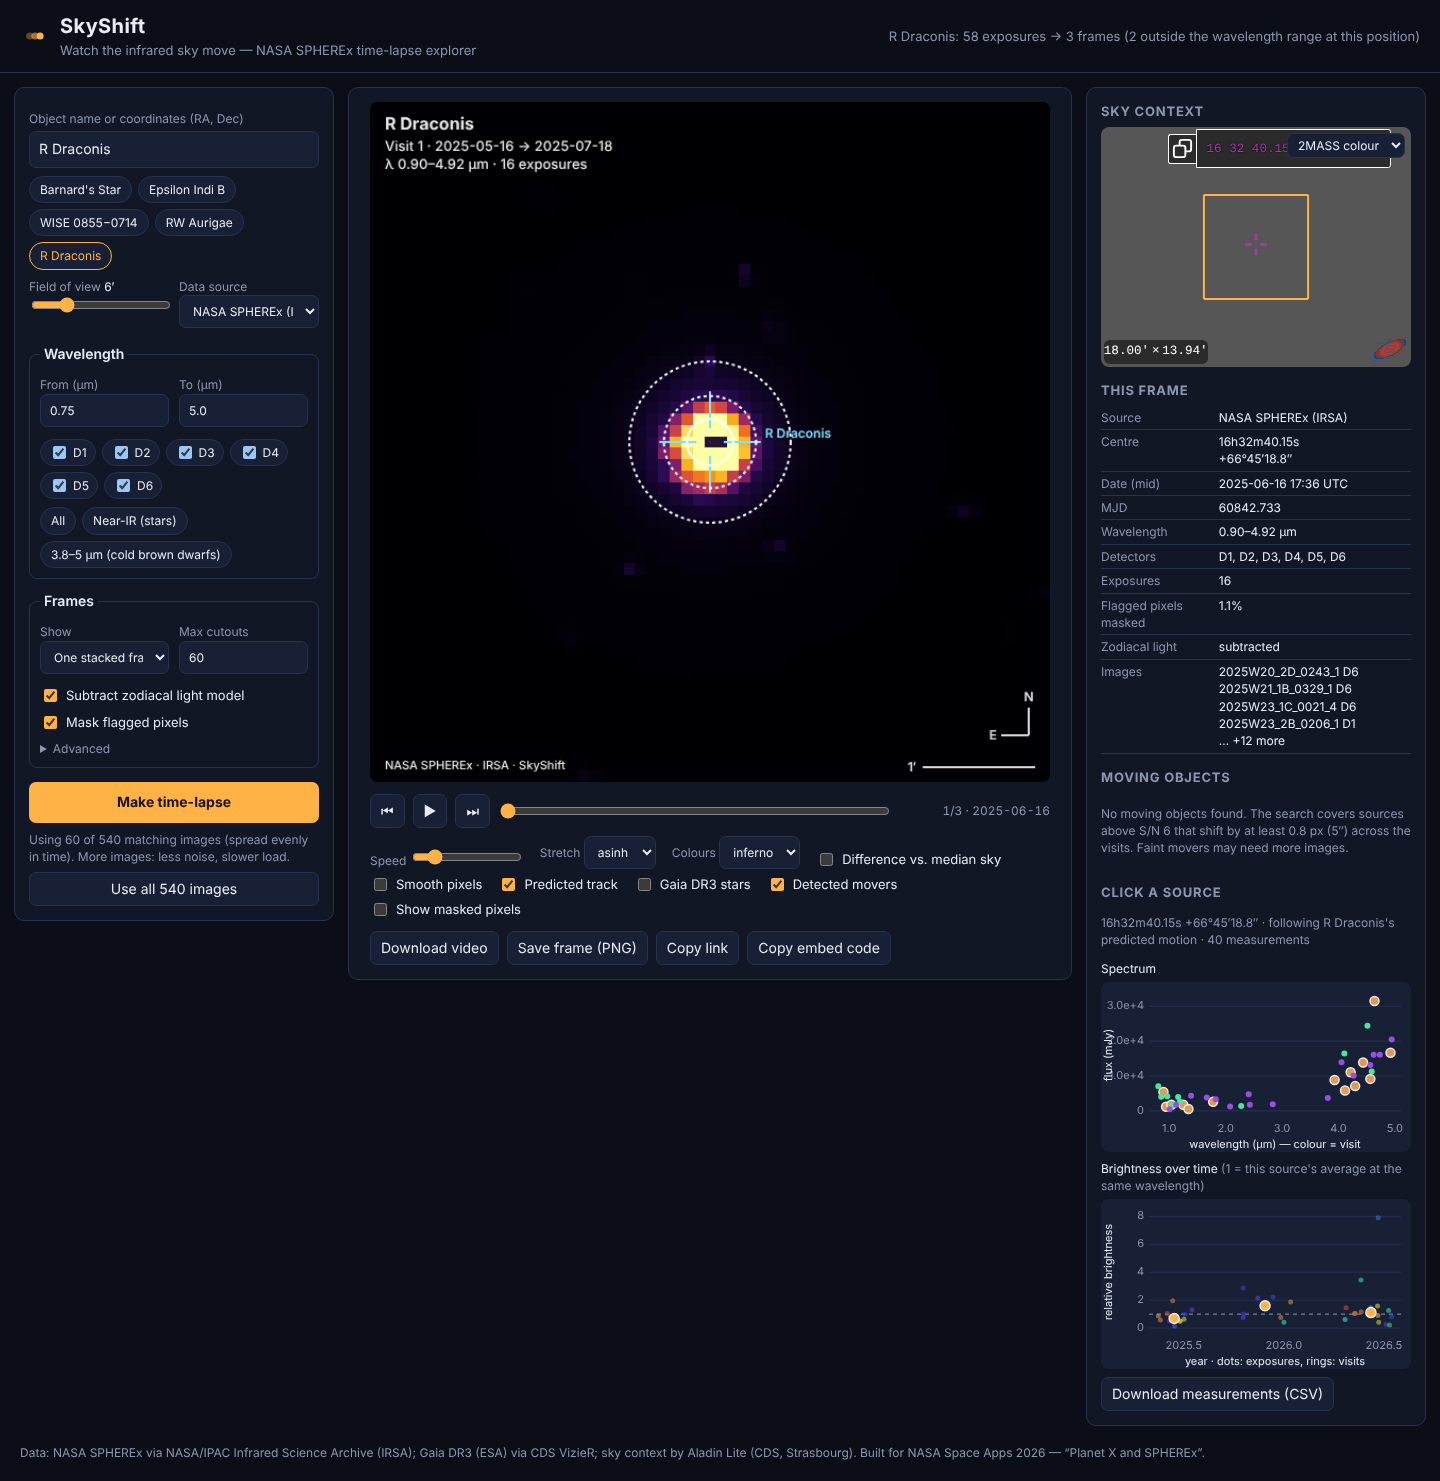 SkyShift
Watch the infrared sky move — NASA SPHEREx time-lapse explorer
R Draconis: 58 exposures → 3 frames (2 outside the wavelength range at this position)
Object name or coordinates (RA, Dec)
R Draconis
Barnard's Star
Epsilon Indi B
WISE 0855−0714
RW Aurigae
R Draconis
Field of view 6′
Data source
NASA SPHEREx (I
Wavelength
From (µm)
To (µm)
0.75
5.0
D1
D2
D3
D4
D5
D6
All
Near-IR (stars)
3.8–5 µm (cold brown dwarfs)
Frames
Show
Max cutouts
One stacked fra
60
Subtract zodiacal light model
Mask flagged pixels
Advanced
Make time-lapse
Using 60 of 540 matching images (spread evenly
in time). More images: less noise, slower load.
Use all 540 images
R Draconis
Visit 1 · 2025-05-16 → 2025-07-18
λ 0.90–4.92 µm · 16 exposures
R Draconis
N
E
NASA SPHEREx · IRSA · SkyShift
1′
1/3 · 2025-06-16
Speed
Stretch
asinh
Colours
inferno
Difference vs. median sky
Smooth pixels
Predicted track
Gaia DR3 stars
Detected movers
Show masked pixels
Download video
Save frame (PNG)
Copy link
Copy embed code
SKY CONTEXT
16 32 40.15
2MASS colour
18.00' × 13.94'
THIS FRAME
Source NASA SPHEREx (IRSA)
Centre 16h32m40.15s
+66°45′18.8″
Date (mid) 2025-06-16 17:36 UTC
MJD 60842.733
Wavelength 0.90–4.92 µm
Detectors D1, D2, D3, D4, D5, D6
Exposures 16
Flagged pixels 1.1%
masked
Zodiacal light subtracted
Images 2025W20_2D_0243_1 D6
2025W21_1B_0329_1 D6
2025W23_1C_0021_4 D6
2025W23_2B_0206_1 D1
... +12 more
MOVING OBJECTS
No moving objects found. The search covers sources
above S/N 6 that shift by at least 0.8 px (5″) across the
visits. Faint movers may need more images.
CLICK A SOURCE
16h32m40.15s +66°45′18.8″ · following R Draconis's
predicted motion · 40 measurements
Spectrum
3.0e+4
.0e+4
.0e+4
0
flux (mJy)
1.0 2.0 3.0 4.0 5.0
wavelength (µm) — colour = visit
Brightness over time (1 = this source's average at the
same wavelength)
8
6
4
2
0
relative brightness
2025.5 2026.0 2026.5
year · dots: exposures, rings: visits
Download measurements (CSV)
Data: NASA SPHEREx via NASA/IPAC Infrared Science Archive (IRSA); Gaia DR3 (ESA) via CDS VizieR; sky context by Aladin Lite (CDS, Strasbourg). Built for NASA Space Apps 2026 — “Planet X and SPHEREx”.